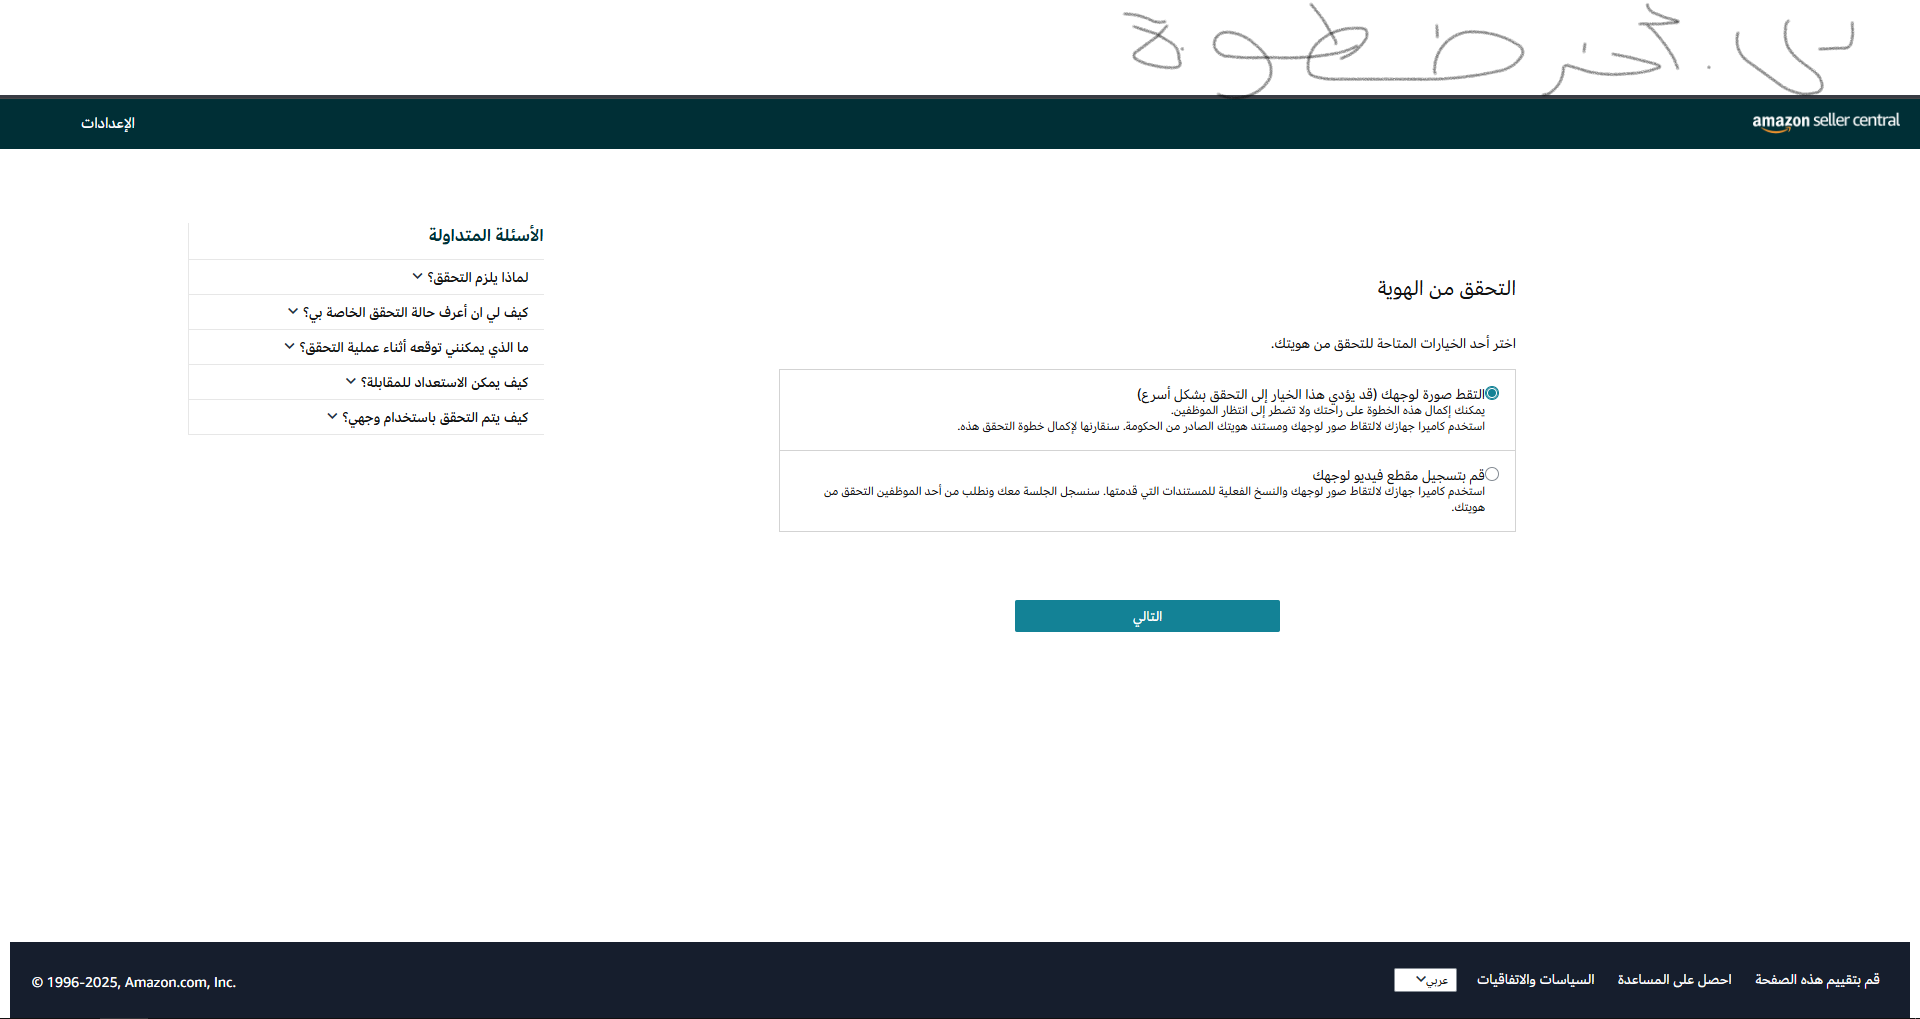 amazon seller central
الإعدادات
التحقق من الهوية
اختر أحد الخيارات المتاحة للتحقق من هويتك.
التقط صورة لوجهك (قد يؤدي هذا الخيار إلى التحقق بشكل أسرع)
يمكنك إكمال هذه الخطوة على راحتك ولا تضطر إلى انتظار الموظفين.
استخدم كاميرا جهازك لالتقاط صور لوجهك ومستند هويتك الصادر من الحكومة. سنقارنها لإكمال خطوة التحقق هذه.
قم بتسجيل مقطع فيديو لوجهك
استخدم كاميرا جهازك لالتقاط صور لوجهك والنسخ الفعلية للمستندات التي قدمتها. سنسجل الجلسة معك ونطلب من أحد الموظفين التحقق من
هويتك.
التالي
الأسئلة المتداولة
لماذا يلزم التحقق؟
كيف لي ان أعرف حالة التحقق الخاصة بي؟
ما الذي يمكنني توقعه أثناء عملية التحقق؟
كيف يمكن الاستعداد للمقابلة؟
كيف يتم التحقق باستخدام وجهي؟
قم بتقييم هذه الصفحة
احصل على المساعدة
السياسات والاتفاقيات
عربي
© 1996-2025, Amazon.com, Inc.